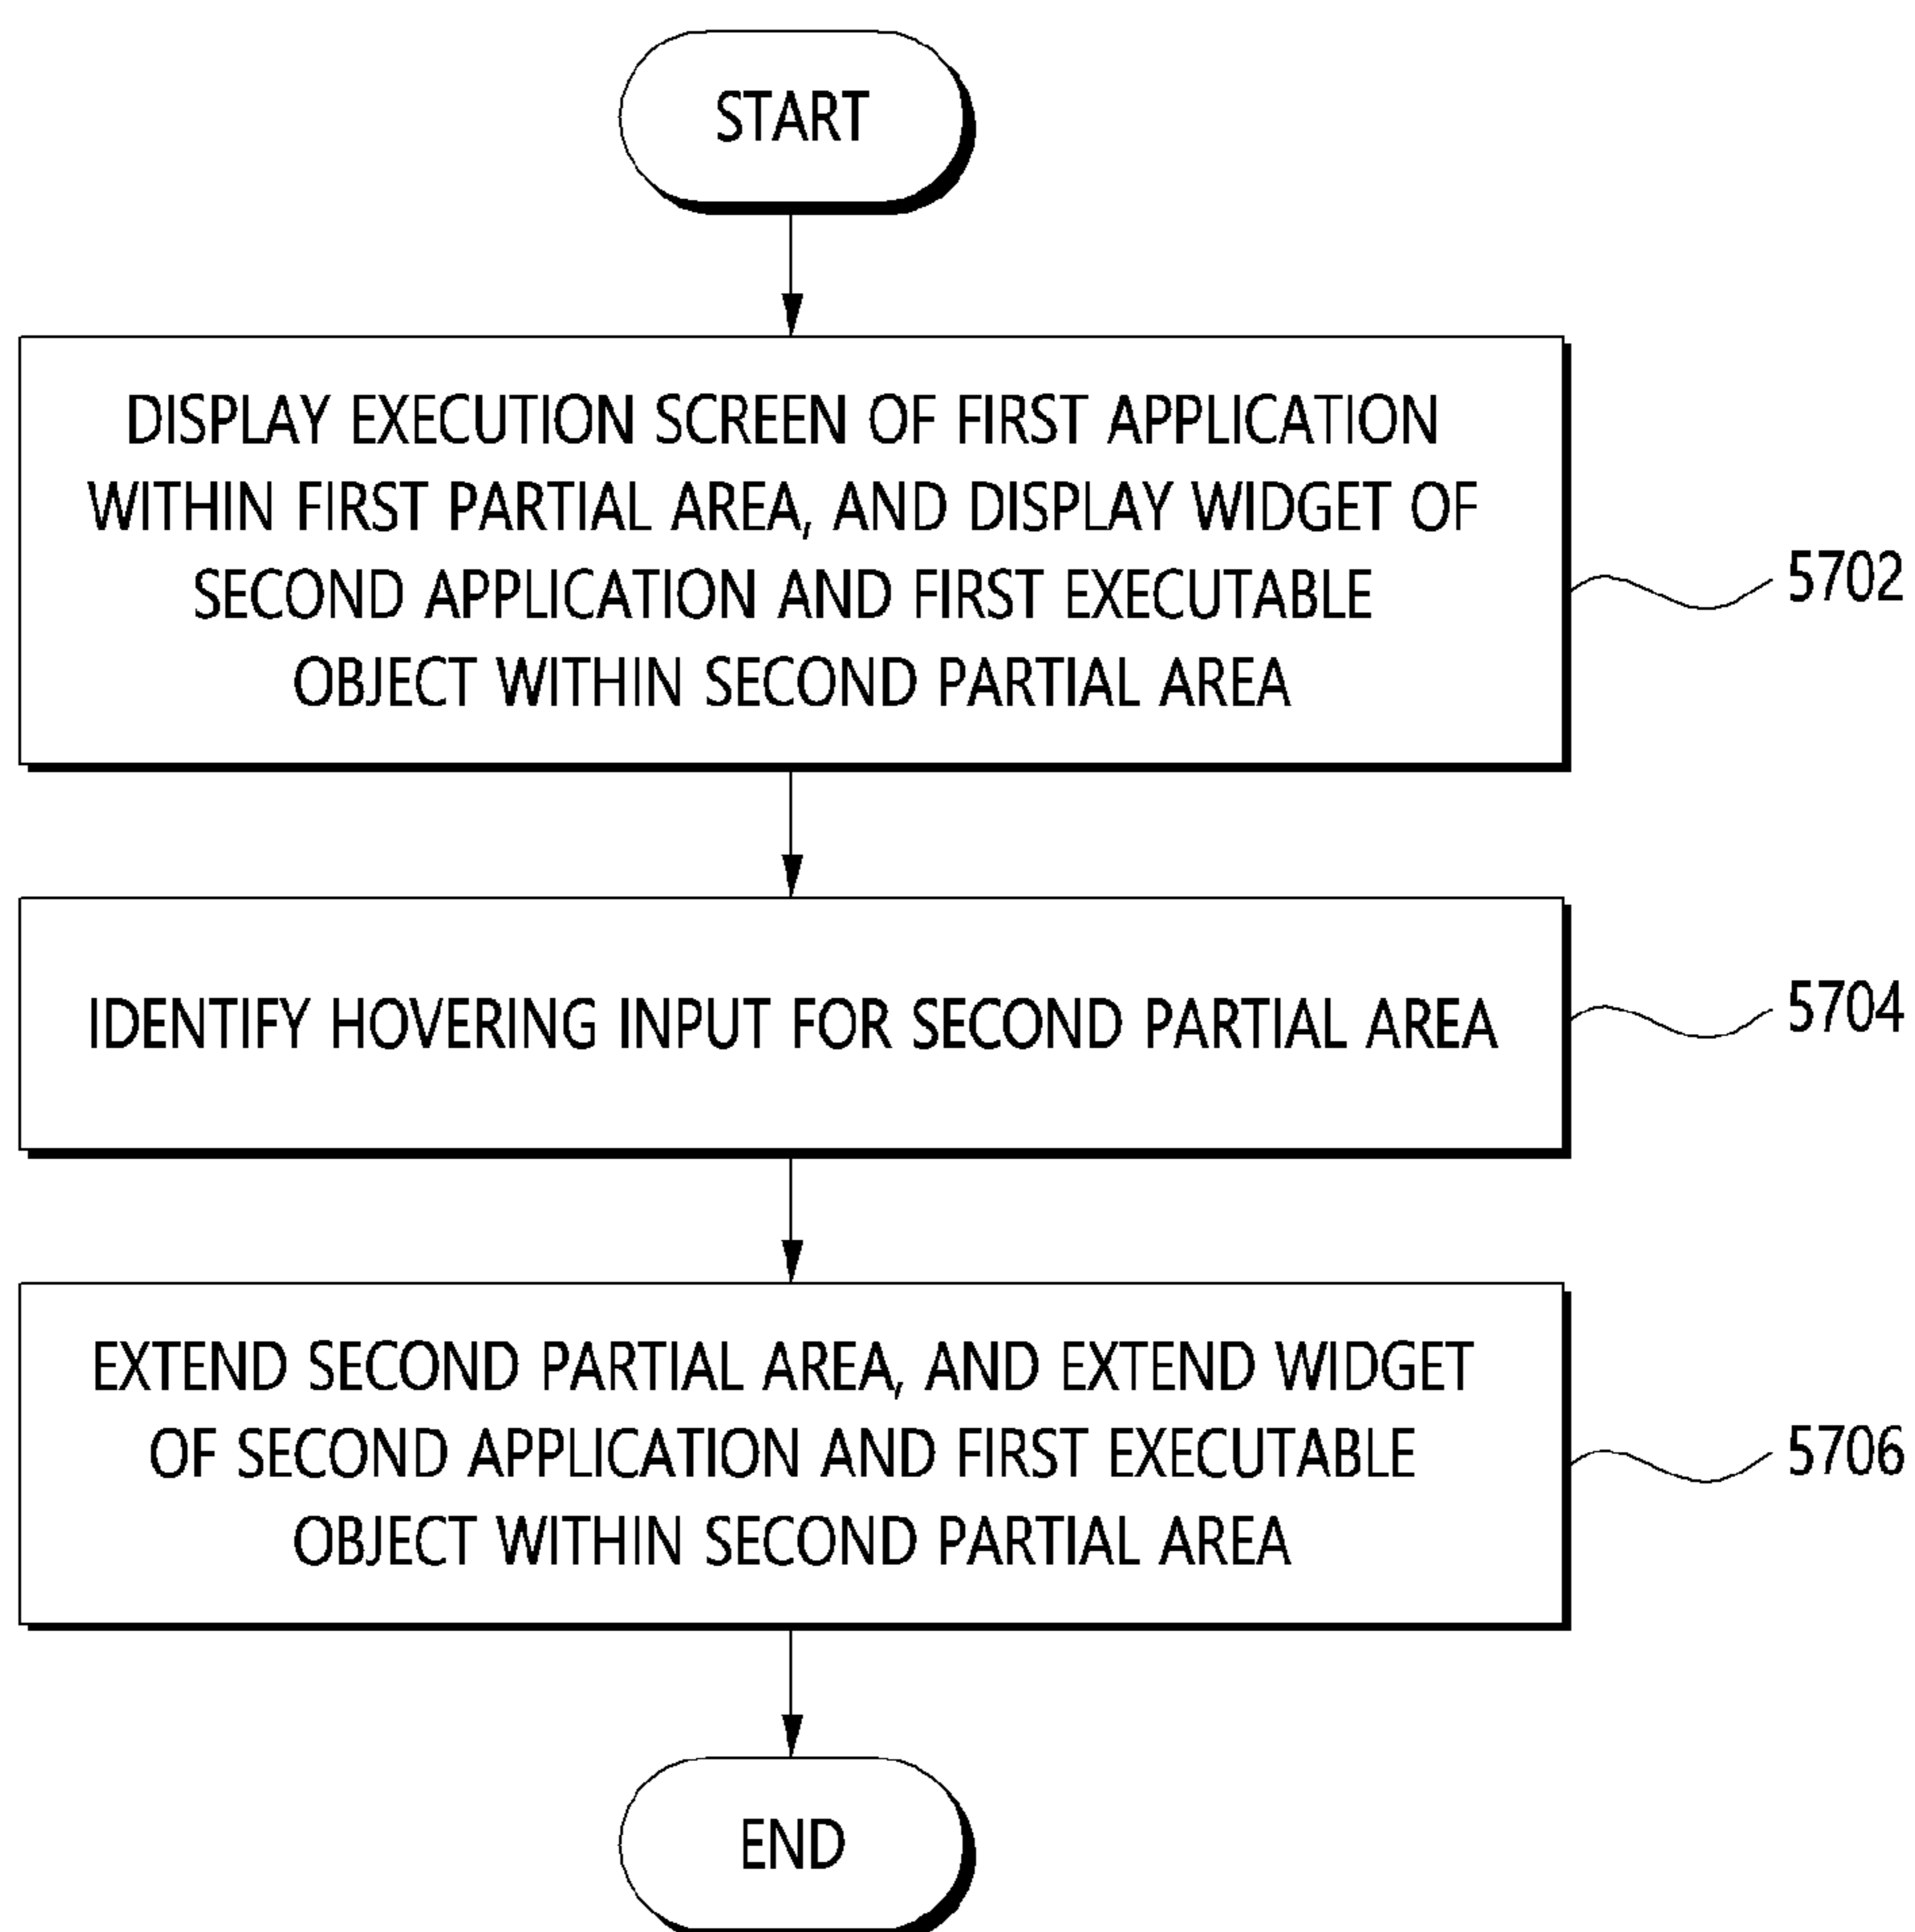 START
DISPLAY EXECUTION SCREEN OF FIRST APPLICATION
WITHIN FIRST PARTIAL AREA, AND DISPLAY WIDGET OF
SECOND APPLICATION AND FIRST EXECUTABLE
OBJECT WITHIN SECOND PARTIAL AREA
5702
IDENTIFY HOVERING INPUT FOR SECOND PARTIAL AREA
5704
EXTEND SECOND PARTIAL AREA, AND EXTEND WIDGET
OF SECOND APPLICATION AND FIRST EXECUTABLE
OBJECT WITHIN SECOND PARTIAL AREA
5706
END